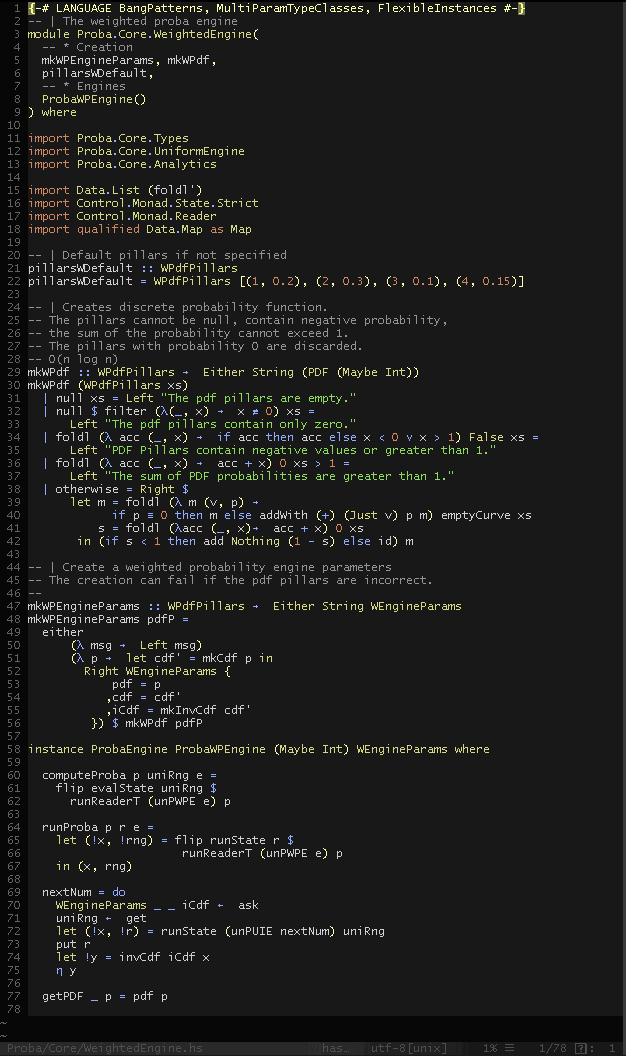 1 {-# LANGUAGE BangPatterns, MultiParamTypeClasses, FlexibleInstances #-}
2 -- | The weighted proba engine
3 module Proba.Core.WeightedEngine(
4   -- * Creation
5   mkWPEngineParams, mkWPdf,
6   pillarsWDefault,
7   -- * Engines
8   ProbaWPEngine()
9 ) where
10
11 import Proba.Core.Types
12 import Proba.Core.UniformEngine
13 import Proba.Core.Analytics
14
15 import Data.List (foldl')
16 import Control.Monad.State.Strict
17 import Control.Monad.Reader
18 import qualified Data.Map as Map
19
20 -- | Default pillars if not specified
21 pillarsWDefault :: WPdfPillars
22 pillarsWDefault = WPdfPillars [(1, 0.2), (2, 0.3), (3, 0.1), (4, 0.15)]
23
24 -- | Creates discrete probability function.
25 -- The pillars cannot be null, contain negative probability,
26 -- the sum of the probability cannot exceed 1.
27 -- The pillars with probability 0 are discarded.
28 -- O(n log n)
29 mkWPdf :: WPdfPillars → Either String (PDF (Maybe Int))
30 mkWPdf (WPdfPillars xs)
31   | null xs = Left "The pdf pillars are empty."
32   | null $ filter (λ(_, x) → x ≠ 0) xs =
33       Left "The pdf pillars contain only zero."
34   | foldl (λ acc (_, x) → if acc then acc else x < 0 ∨ x > 1) False xs =
35       Left "PDF Pillars contain negative values or greater than 1."
36   | foldl (λ acc (_, x) → acc + x) 0 xs > 1 =
37       Left "The sum of PDF probabilities are greater than 1."
38   | otherwise = Right $
39       let m = foldl (λ m (v, p) →
40             if p ≡ 0 then m else addWith (+) (Just v) p m) emptyCurve xs
41           s = foldl (λacc (_, x)→ acc + x) 0 xs
42        in (if s < 1 then add Nothing (1 - s) else id) m
43
44 -- | Create a weighted probability engine parameters
45 -- The creation can fail if the pdf pillars are incorrect.
46 --
47 mkWPEngineParams :: WPdfPillars → Either String WEngineParams
48 mkWPEngineParams pdfP =
49   either
50       (λ msg → Left msg)
51       (λ p → let cdf' = mkCdf p in
52         Right WEngineParams {
53             pdf = p
54            ,cdf = cdf'
55            ,iCdf = mkInvCdf cdf'
56          }) $ mkWPdf pdfP
57
58 instance ProbaEngine ProbaWPEngine (Maybe Int) WEngineParams where
59
60   computeProba p uniRng e =
61     flip evalState uniRng $
62       runReaderT (unPWPE e) p
63
64   runProba p r e =
65     let (!x, !rng) = flip runState r $
66                       runReaderT (unPWPE e) p
67     in (x, rng)
68
69   nextNum = do
70     WEngineParams _ _ iCdf ← ask
71     uniRng ← get
72     let (!x, !r) = runState (unPUIE nextNum) uniRng
73     put r
74     let !y = invCdf iCdf x
75     η y
76
77   getPDF _ p = pdf p
78
~
~
Proba/Core/WeightedEngine.hs has… utf-8[unix] 1% ☰ 1/78 : 1